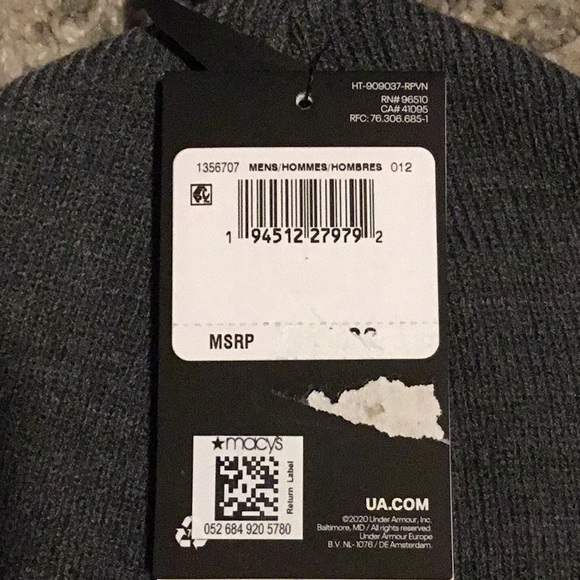 HT-909037-RPVN
RN# 96510
CA# 41095
RFC: 76.306.685-1
1356707 MENS/HOMMES/HOMBRES 012
1 94512 27979 2
MSRP
★macy's
Return Label
052 684 920 5780
UA.COM
©2020 Under Armour, Inc.
Baltimore, MD / All rights reserved.
Under Armour Europe
B.V. NL-1076 / DE Amsterdam.